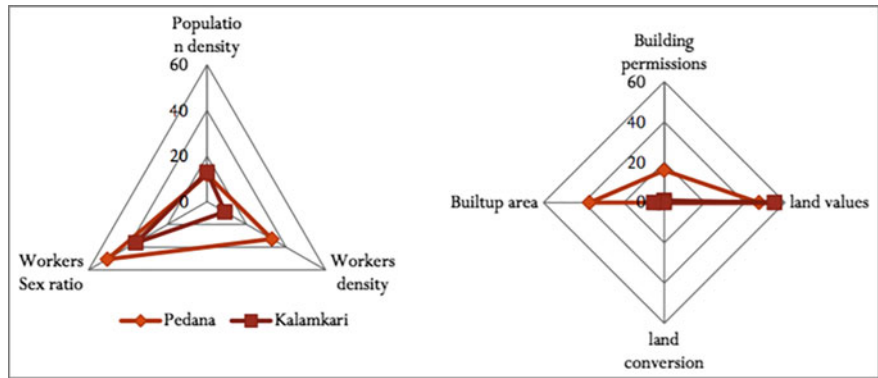 Populatio
n density
60
40
20
0
Workers
Sex ratio
Workers
density
Pedana
Kalamkari
Building
permissions
60
40
20
0
Builtup area
land values
land
conversion